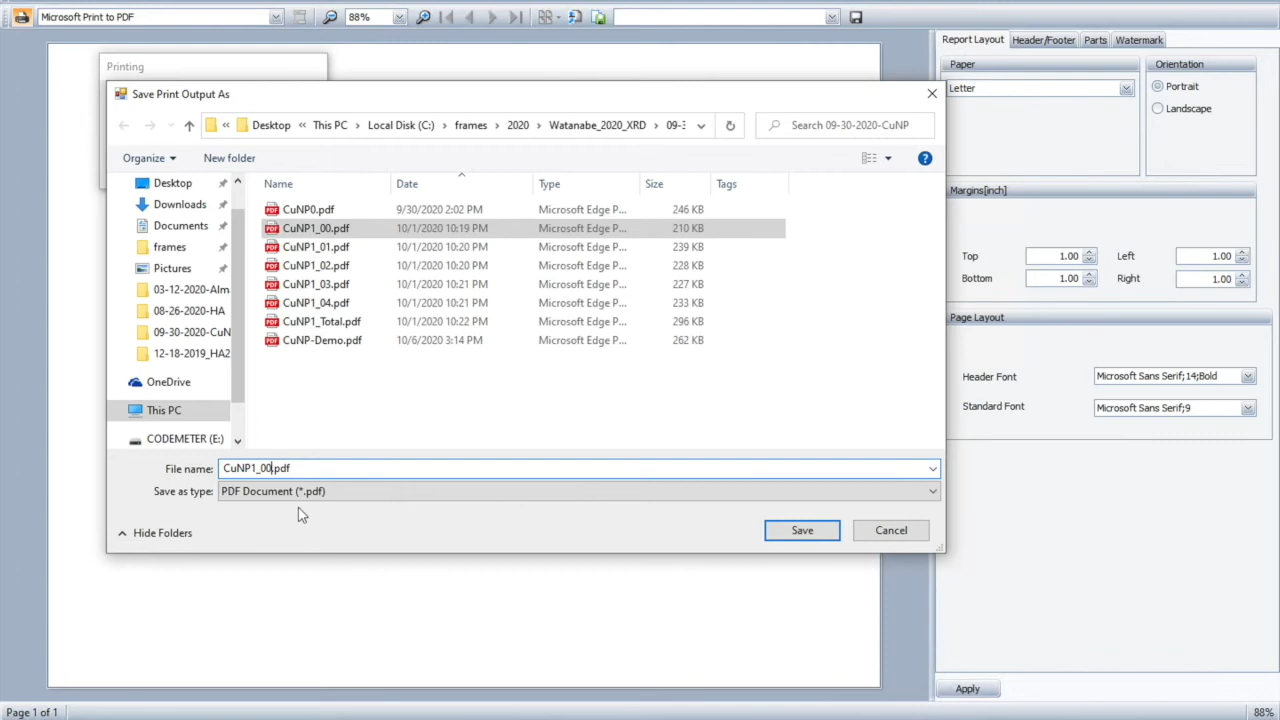 Microsoft Print to PDF
88%
Printing
Save Print Output As
« Desktop « This PC > Local Disk (C:) > frames > 2020 > Watanabe_2020_XRD > 09-3
Search 09-30-2020-CuNP
Organize
New folder
Desktop
Downloads
Documents
frames
Pictures
03-12-2020-Alm
08-26-2020-HA
09-30-2020-CuN
12-18-2019_HA2
OneDrive
This PC
CODEMETER (E:)
Name Date Type Size Tags
CuNP0.pdf 9/30/2020 2:02 PM Microsoft Edge P... 246 KB
CuNP1_00.pdf 10/1/2020 10:19 PM Microsoft Edge P... 210 KB
CuNP1_01.pdf 10/1/2020 10:20 PM Microsoft Edge P... 239 KB
CuNP1_02.pdf 10/1/2020 10:20 PM Microsoft Edge P... 228 KB
CuNP1_03.pdf 10/1/2020 10:21 PM Microsoft Edge P... 227 KB
CuNP1_04.pdf 10/1/2020 10:21 PM Microsoft Edge P... 233 KB
CuNP1_Total.pdf 10/1/2020 10:22 PM Microsoft Edge P... 296 KB
CuNP-Demo.pdf 10/6/2020 3:14 PM Microsoft Edge P... 262 KB
File name: CuNP1_00.pdf
Save as type: PDF Document (*.pdf)
Hide Folders
Save
Cancel
Report Layout Header/Footer Parts Watermark
Paper
Letter
Orientation
Portrait
Landscape
Margins[inch]
Top 1.00 Left 1.00
Bottom 1.00 Right 1.00
Page Layout
Header Font Microsoft Sans Serif;14;Bold
Standard Font Microsoft Sans Serif;9
Apply
Page 1 of 1
88%